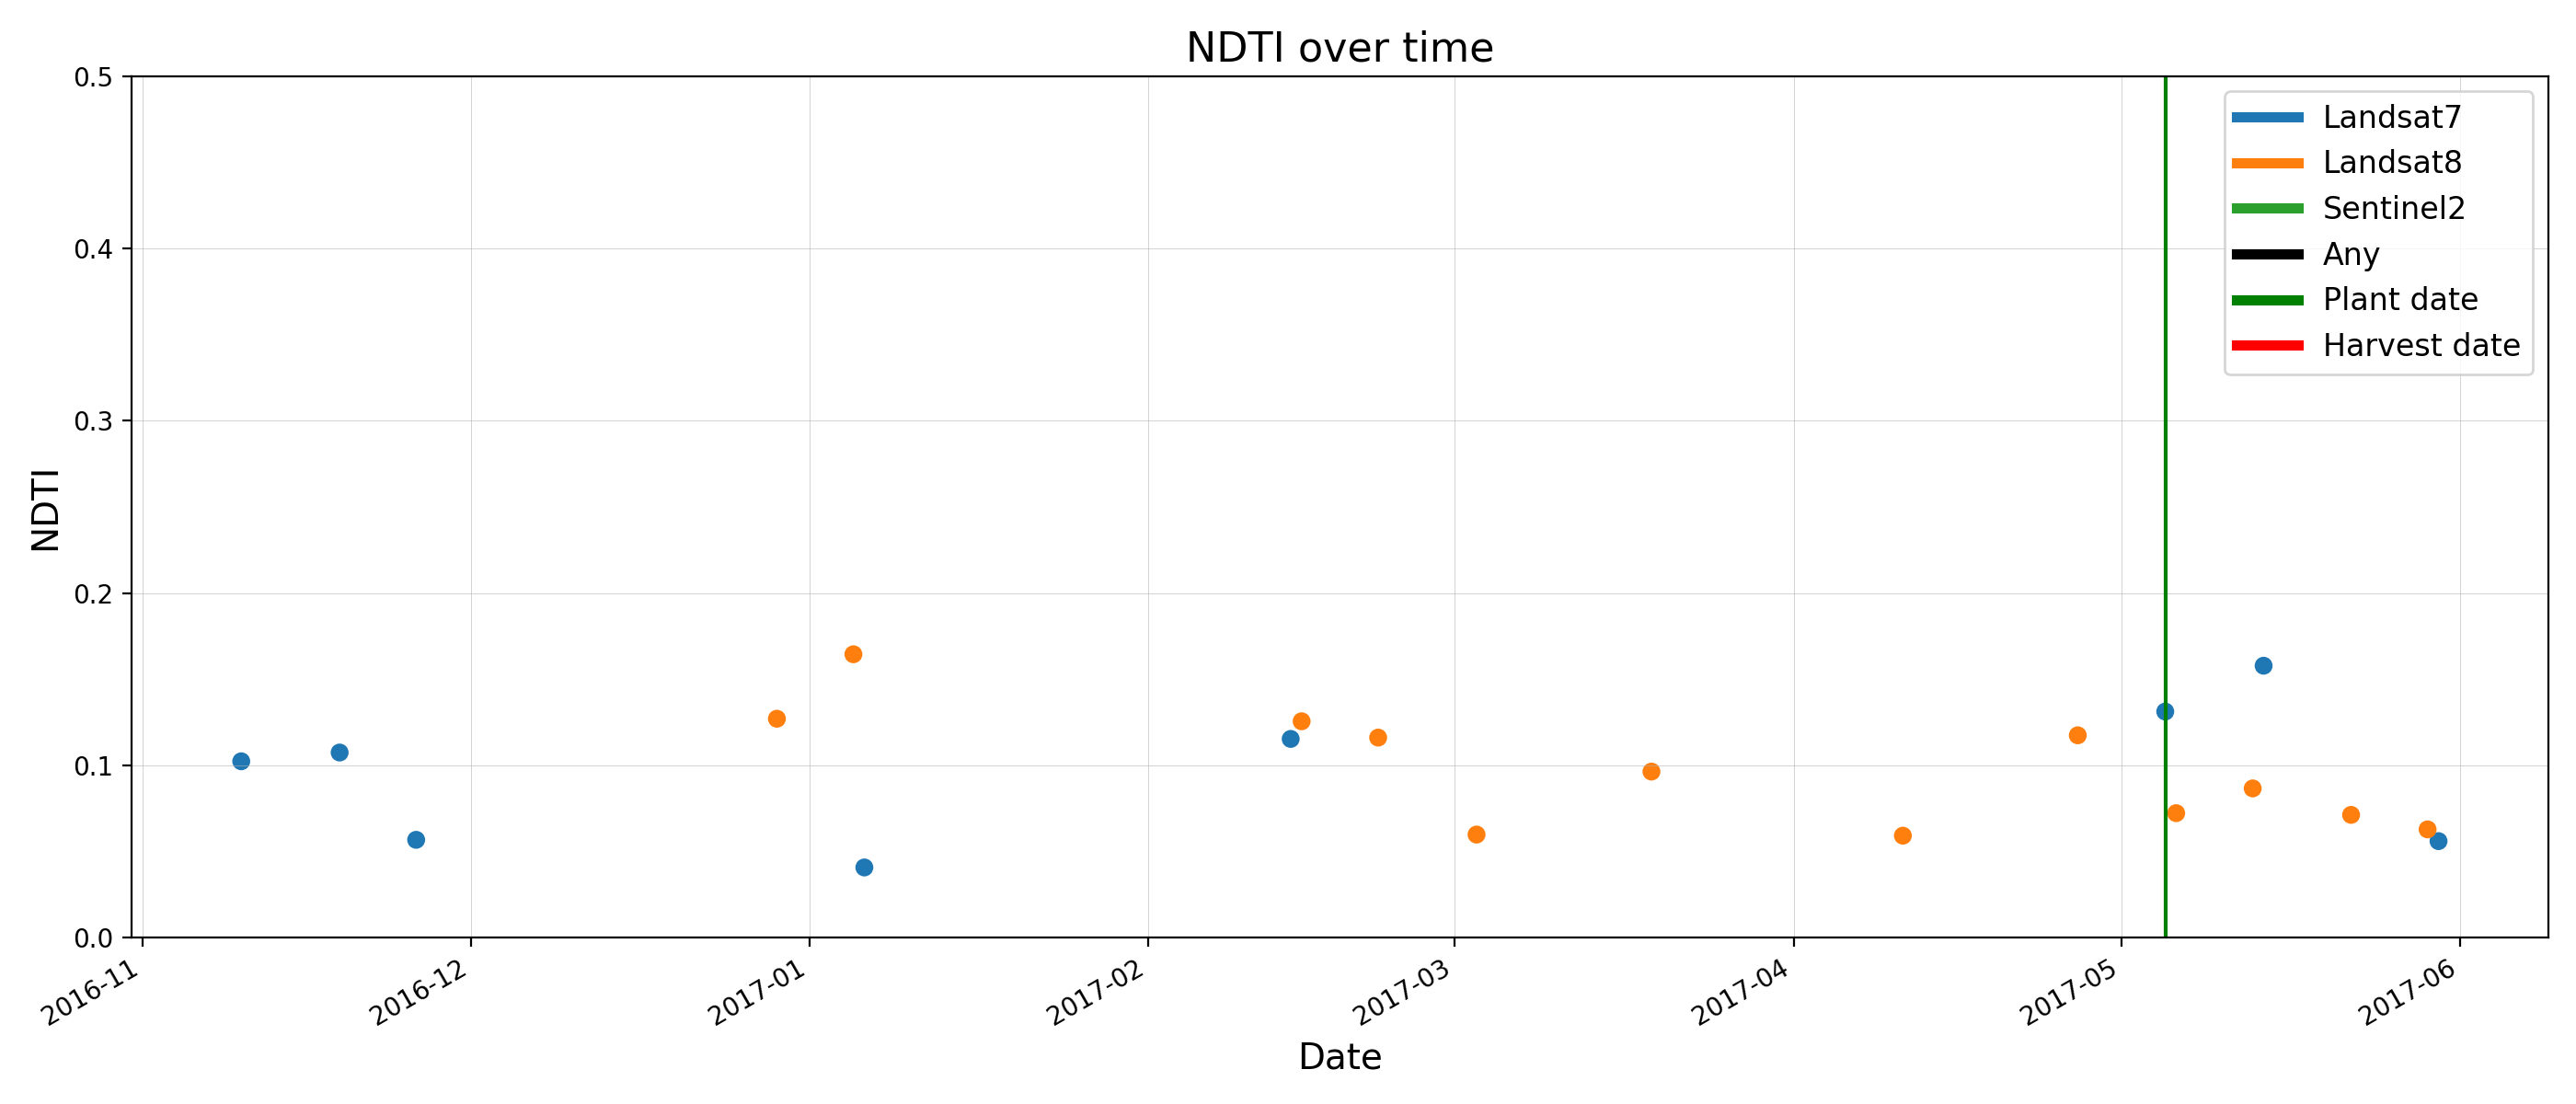 NDTI over time
0.5
0.4
0.3
0.2
0.1
0.0
NDTI
Landsat7
Landsat8
Sentinel2
Any
Plant date
Harvest date
2016-11
2016-12
2017-01
2017-02
2017-03
2017-04
2017-05
2017-06
Date